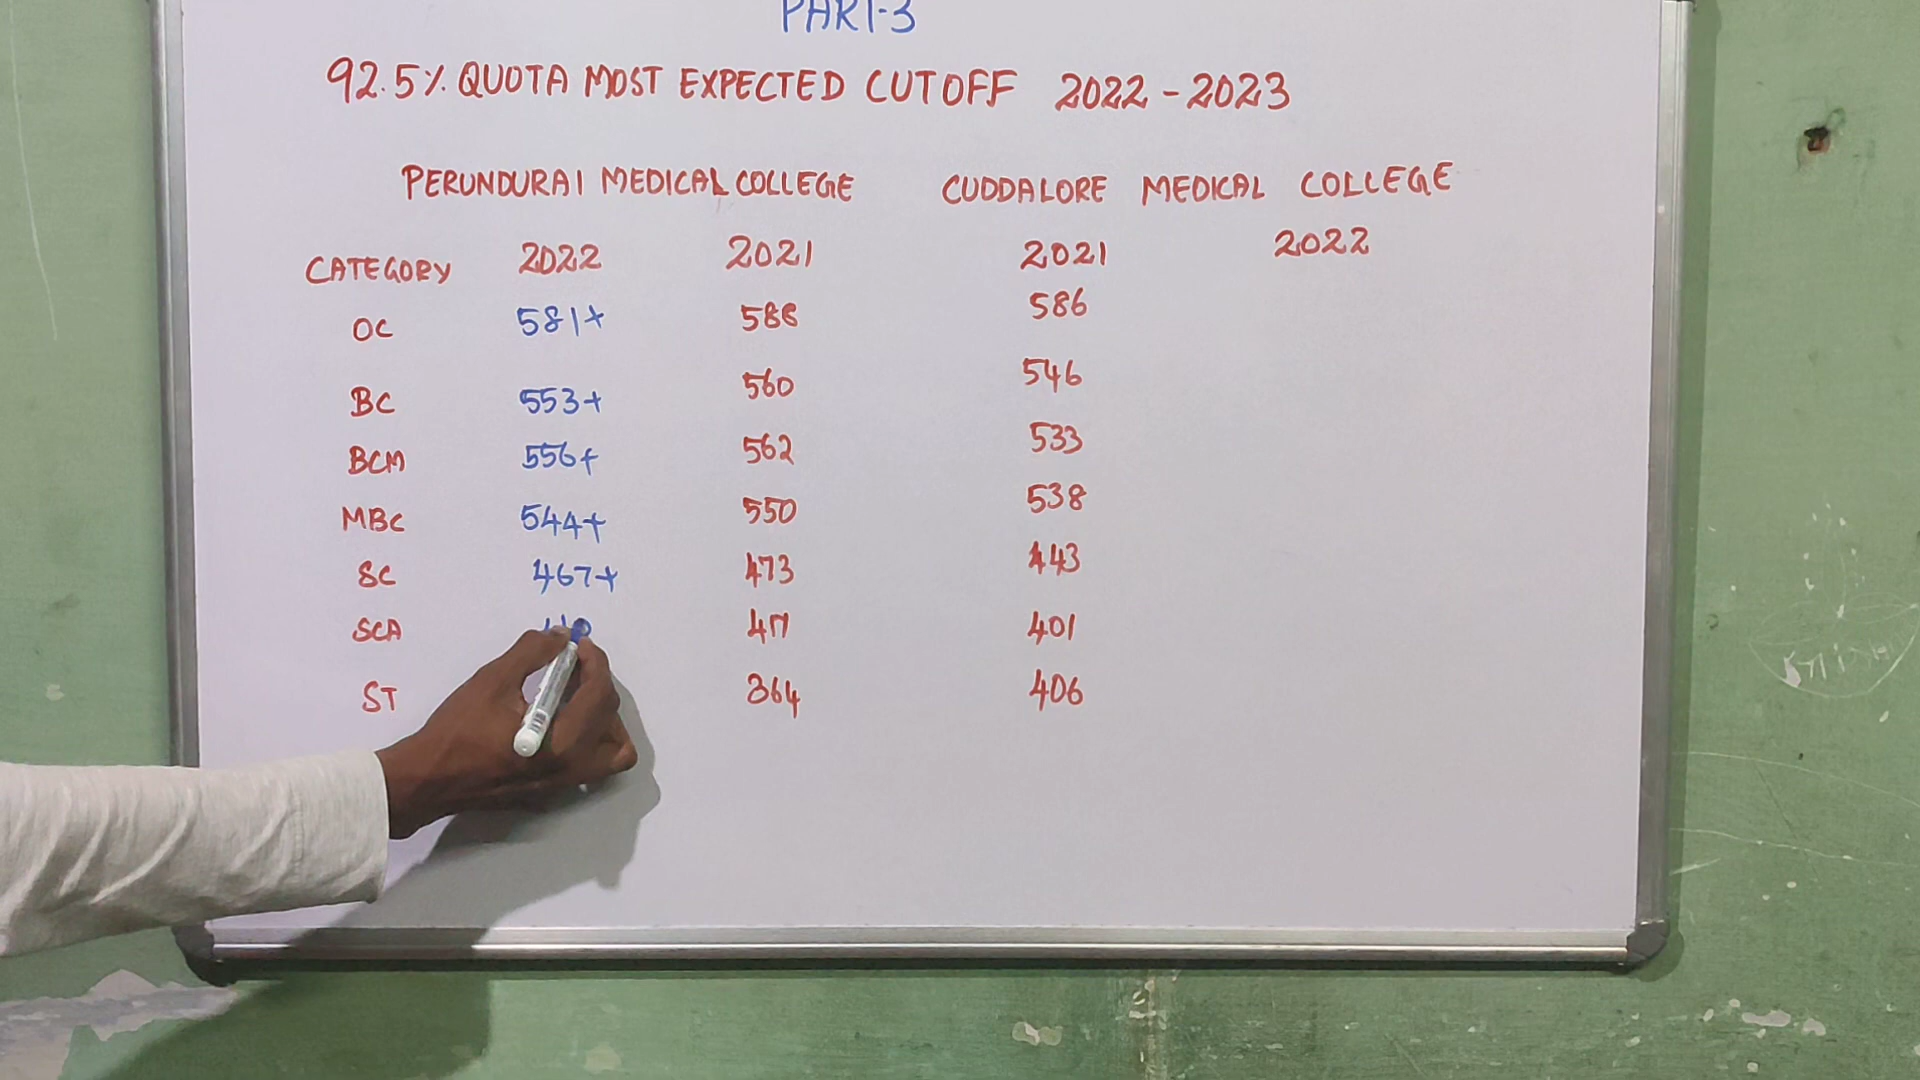 PART-3
92.5% QUOTA MOST EXPECTED CUTOFF 2022-2023
PERUNDURAI MEDICAL COLLEGE CUDDALORE MEDICAL COLLEGE
CATEGORY 2022 2021 2021 2022
OC 581+ 588 586
BC 553+ 560 546
BCM 556+ 562 533
MBC 544+ 550 538
SC 467+ 473 443
SCA 401
ST 364 406